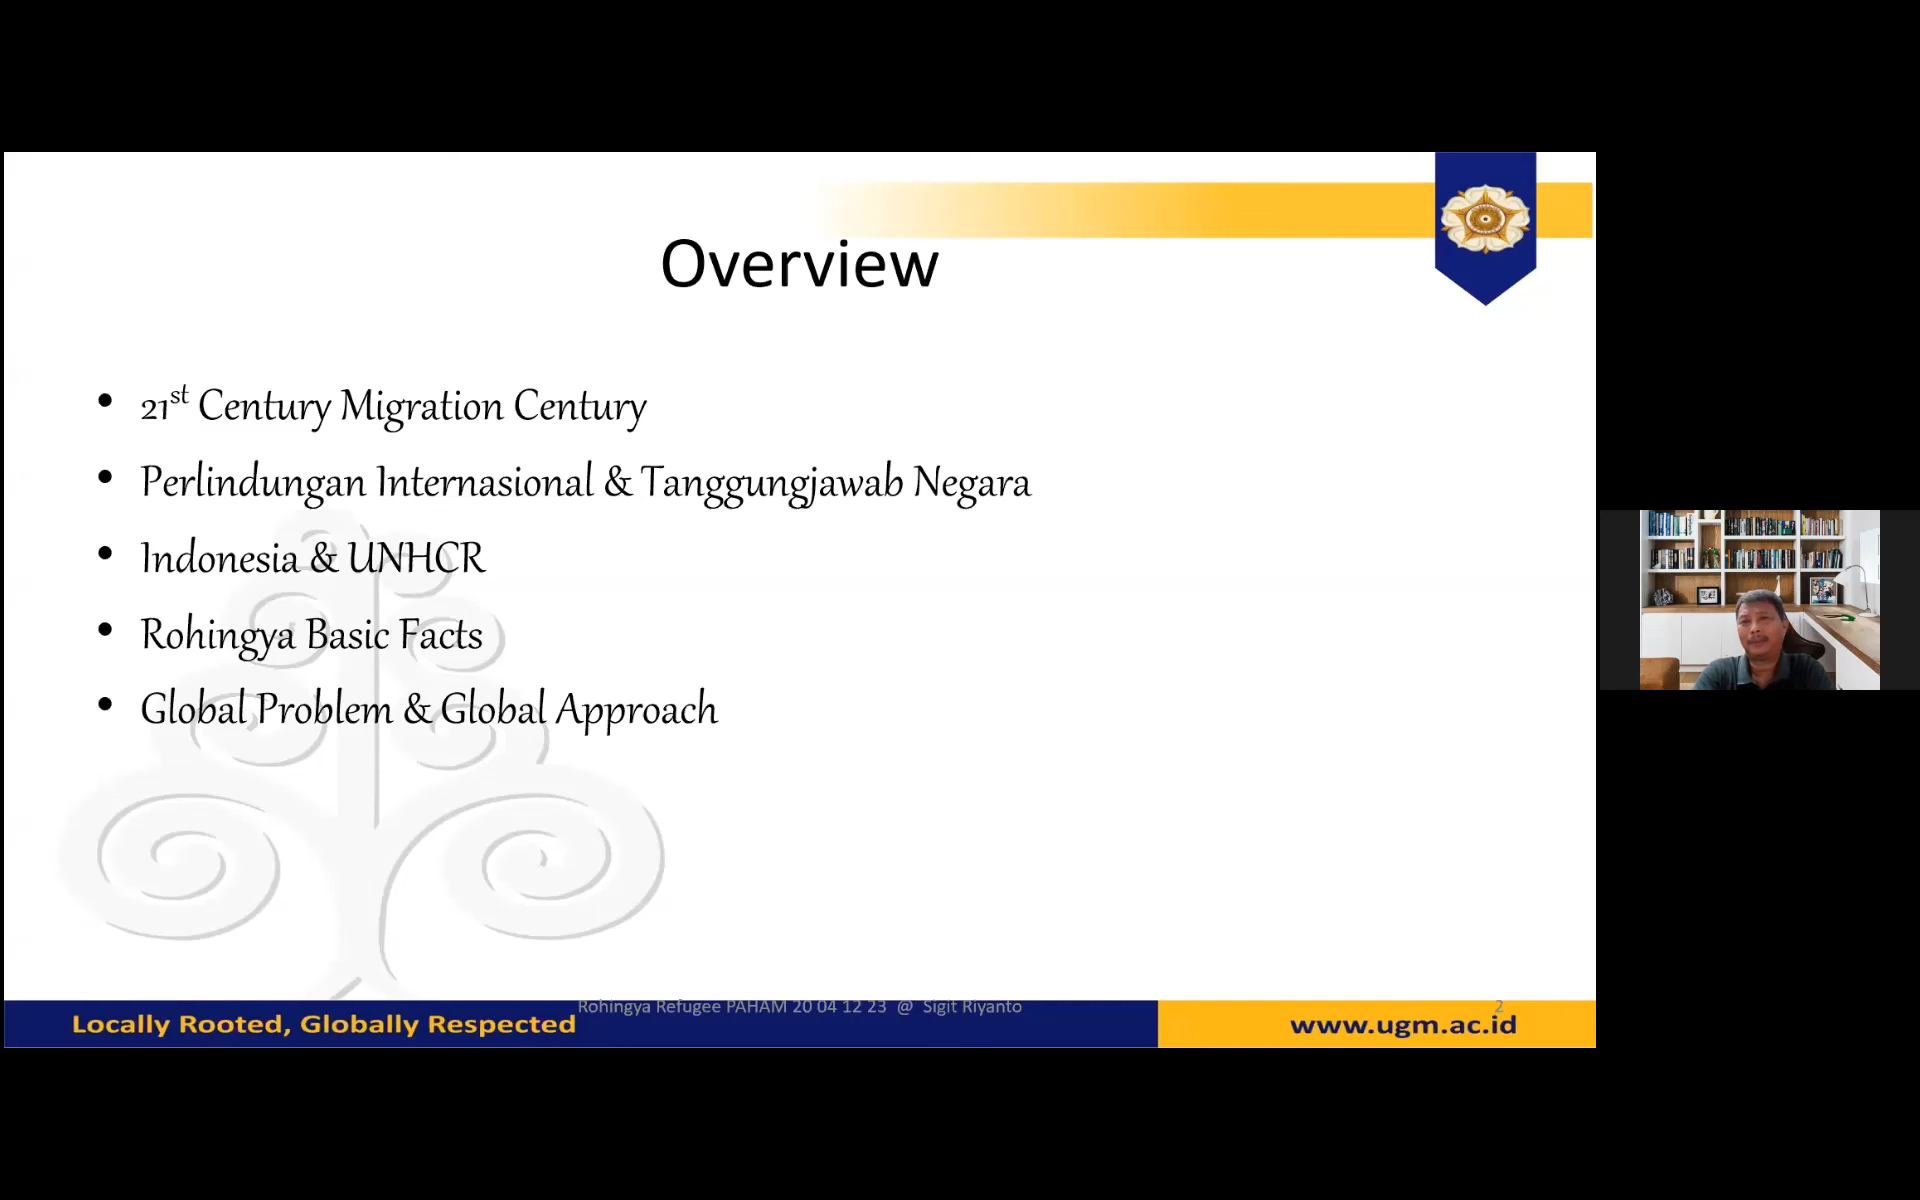 Overview
• 21st Century Migration Century
• Perlindungan Internasional & Tanggungjawab Negara
• Indonesia & UNHCR
• Rohingya Basic Facts
• Global Problem & Global Approach
Rohingya Refugee PAHAM 20 04 12 23 @ Sigit Riyanto
2
Locally Rooted, Globally Respected
www.ugm.ac.id